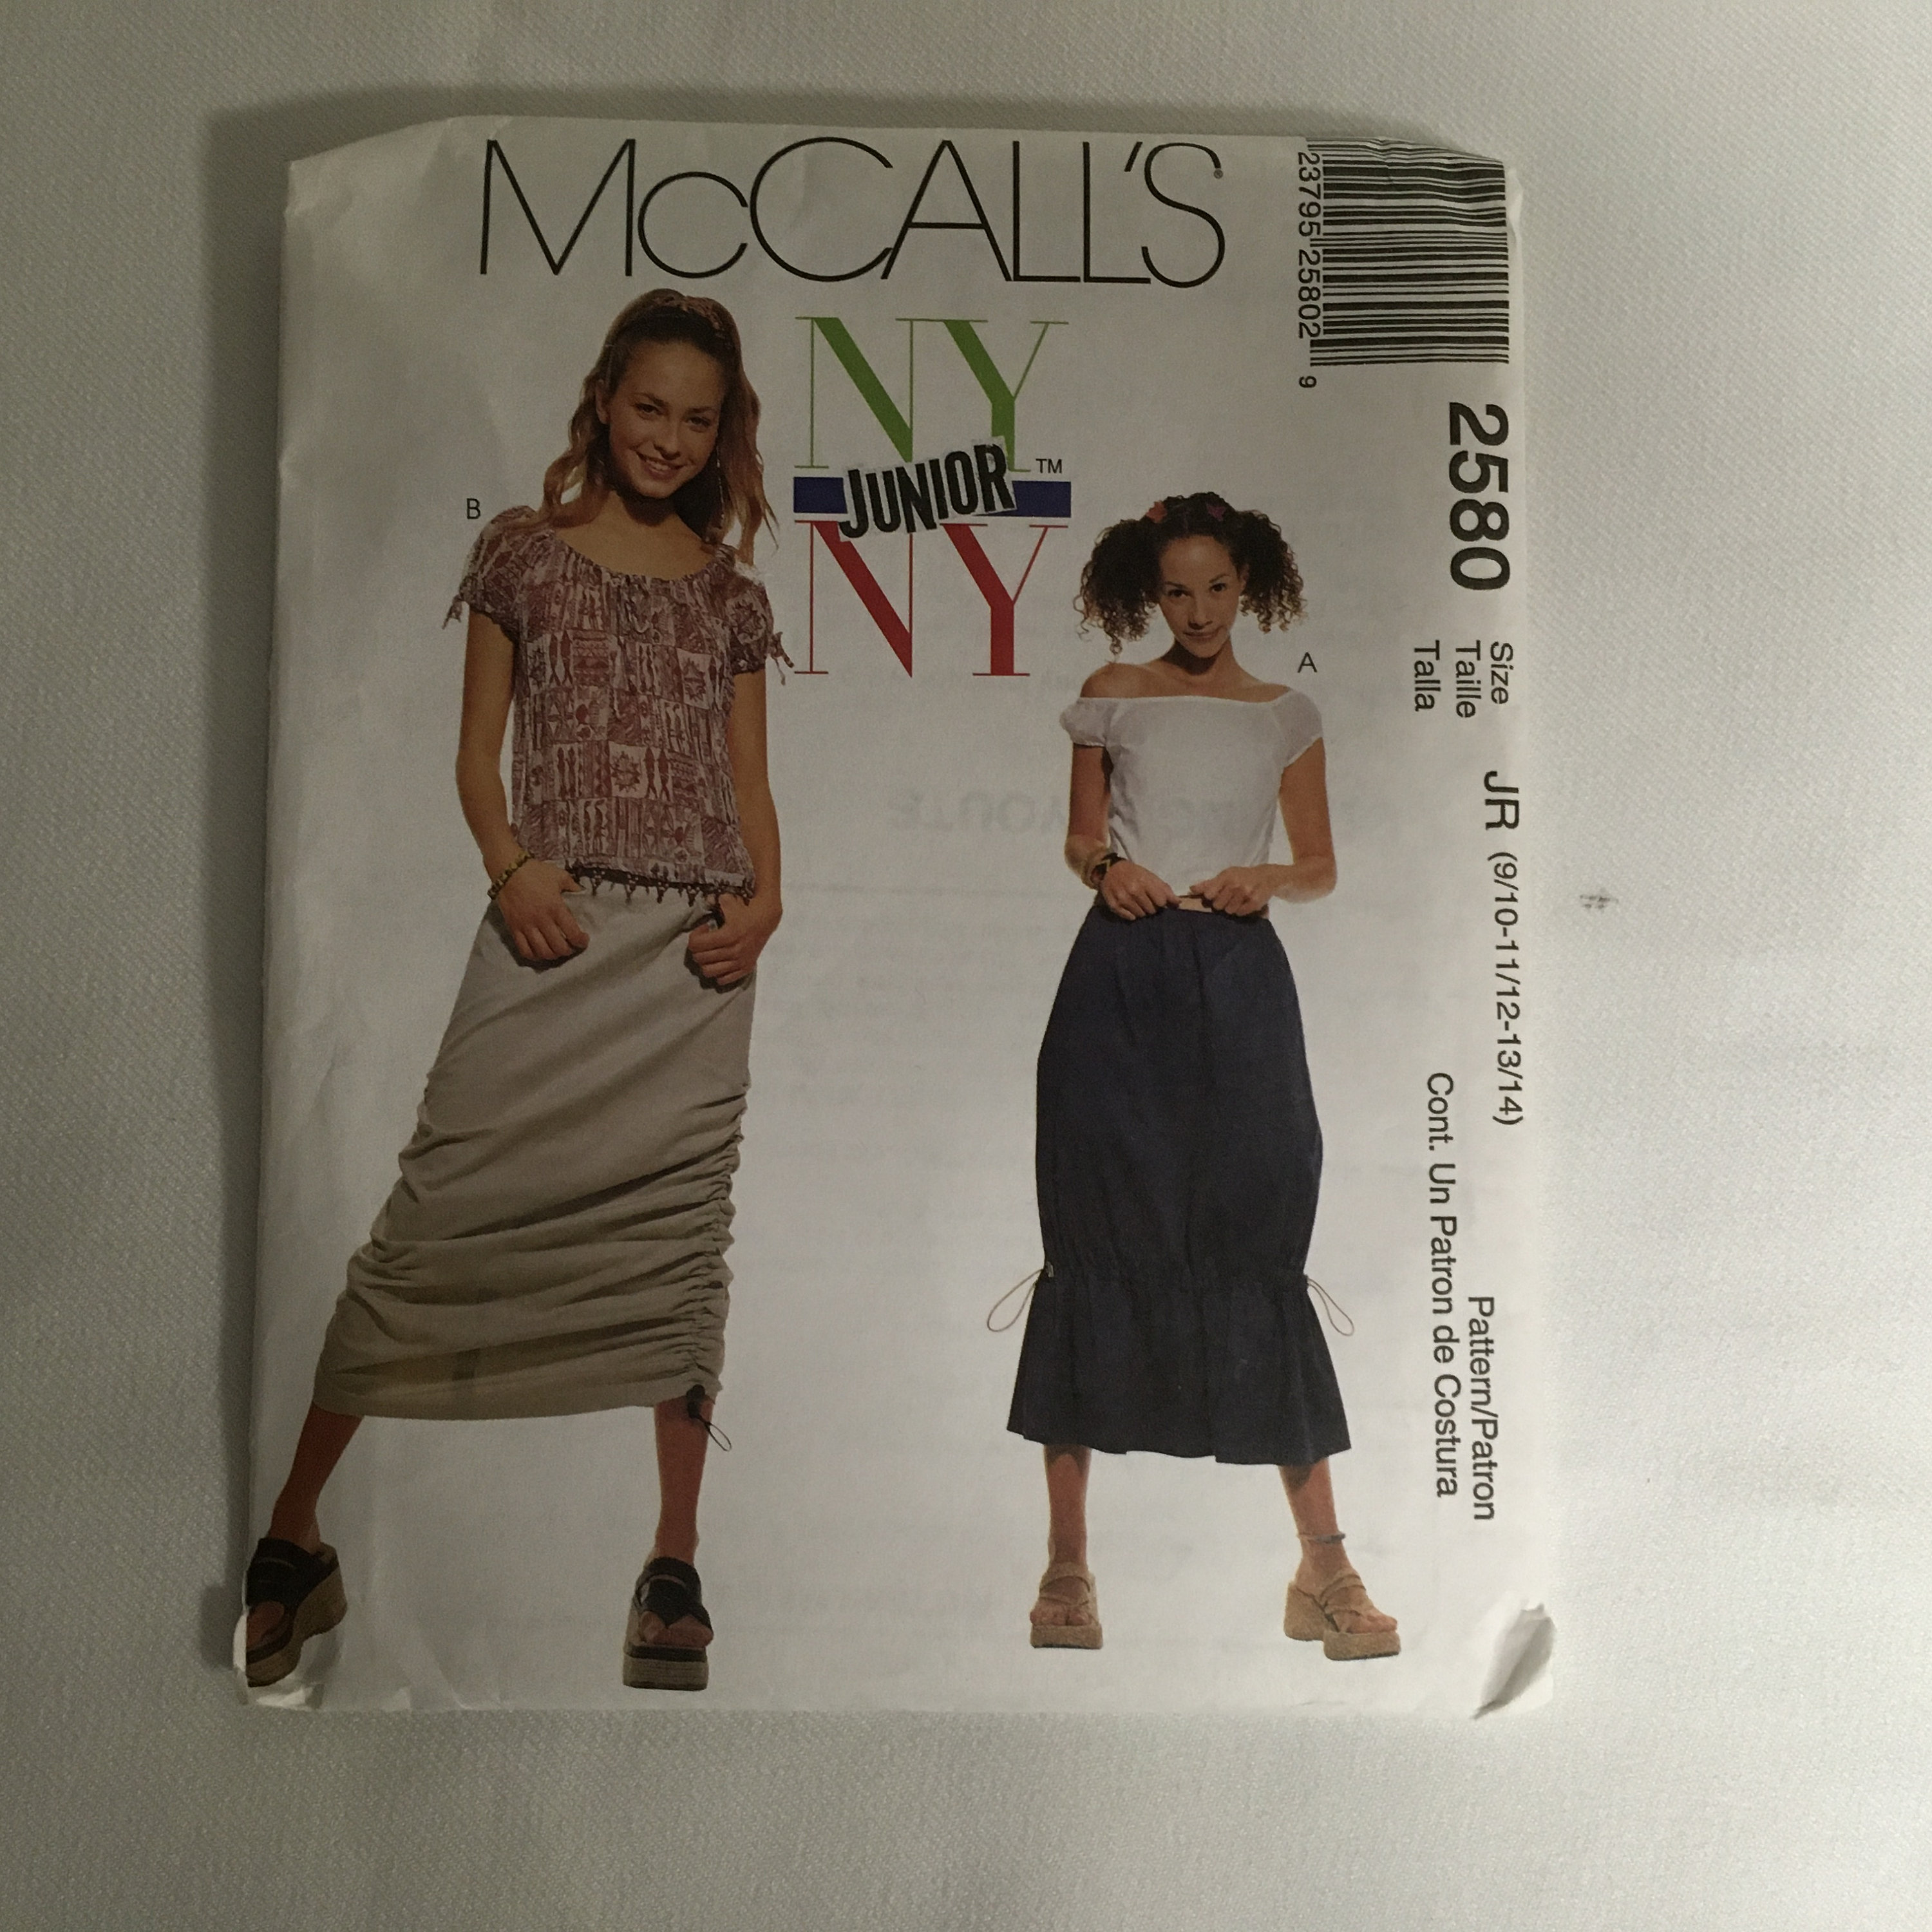 McCALL'S®
NY
JUNIOR™
NY
B
A
23795 25802 9
2580
Size
Taille
Talla
JR (9/10-11/12-13/14)
Pattern/Patron
Cont. Un Patron de Costura